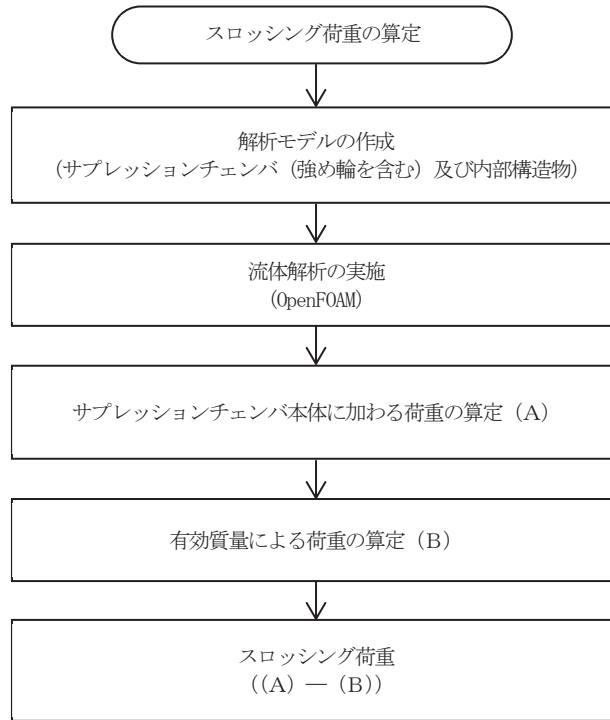 スロッシング荷重の算定
解析モデルの作成
(サプレッションチェンバ（強め輪を含む）及び内部構造物)
流体解析の実施
(OpenFOAM)
サプレッションチェンバ本体に加わる荷重の算定（Ａ）
有効質量による荷重の算定（Ｂ）
スロッシング荷重
（(Ａ) ― (Ｂ)）